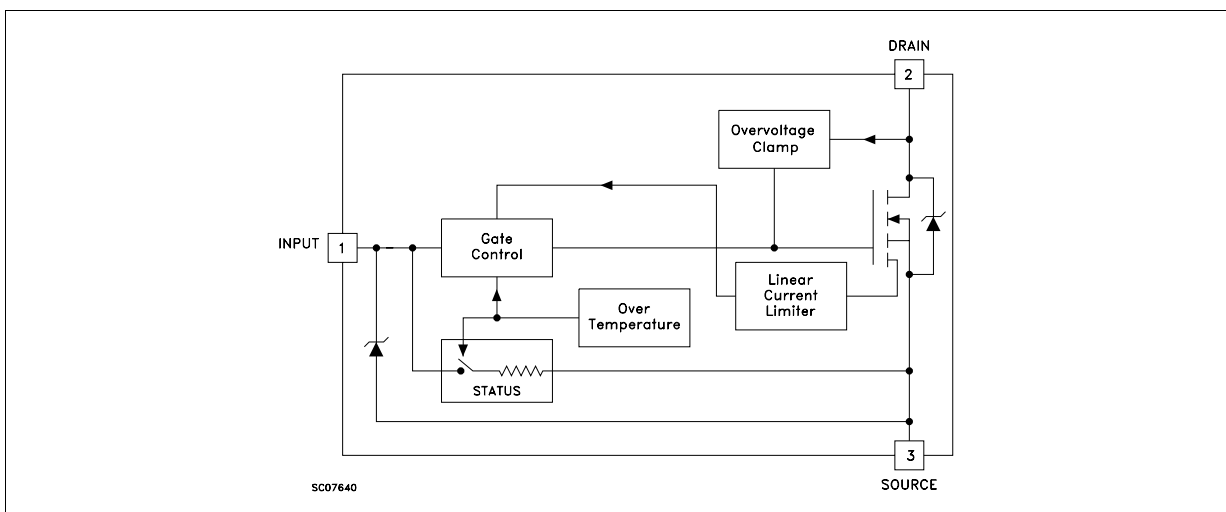 DRAIN
2
Overvoltage
Clamp
INPUT
1
Gate
Control
Linear
Current
Limiter
Over
Temperature
STATUS
3
SOURCE
SC07640